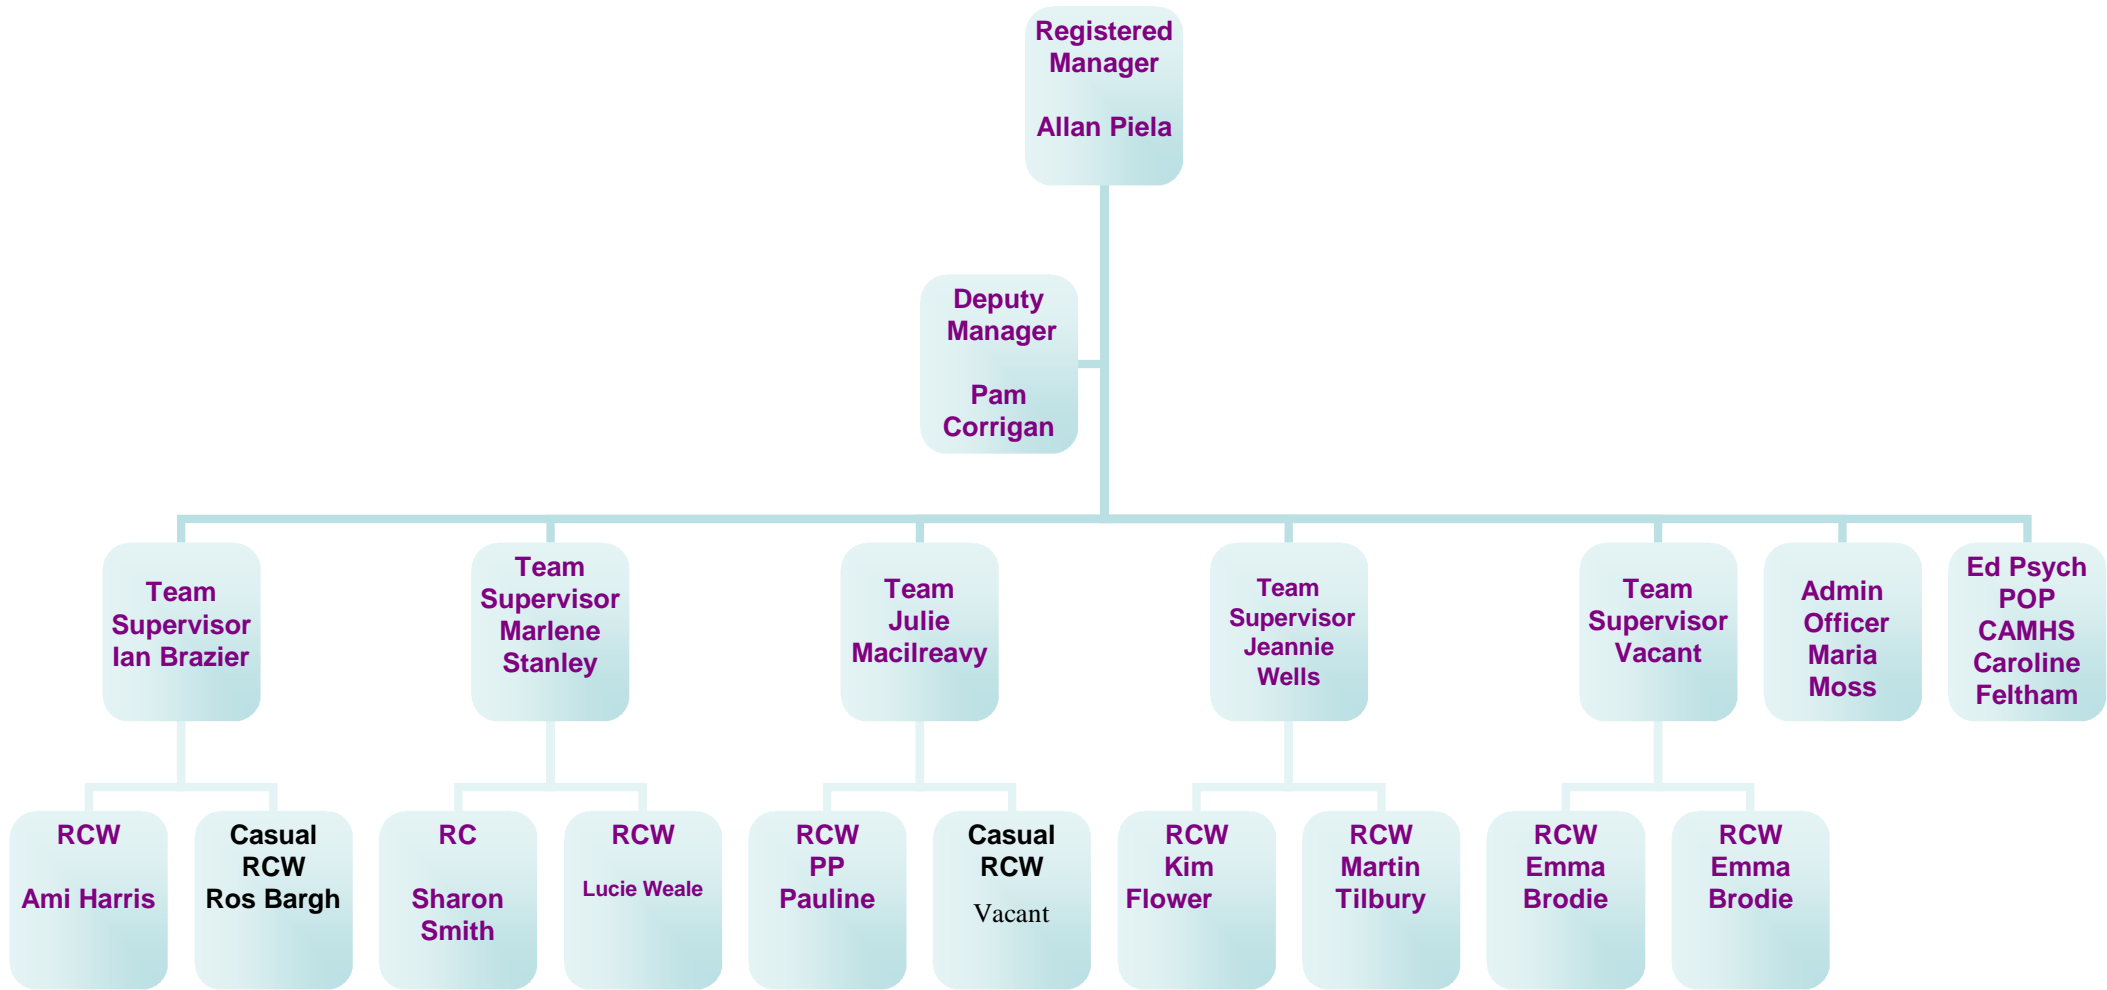 Registered
Manager
Allan Piela
Deputy
Manager
Pam
Corrigan
Team
Supervisor
Ian Brazier
Team
Supervisor
Marlene
Stanley
Team
Julie
Macilreavy
Team
Supervisor
Jeannie
Wells
Team
Supervisor
Vacant
Admin
Officer
Maria
Moss
Ed Psych
POP
CAMHS
Caroline
Feltham
RCW
Ami Harris
Casual
RCW
Ros Bargh
RC
Sharon
Smith
RCW
Lucie Weale
RCW
PP
Pauline
Casual
RCW
Vacant
RCW
Kim
Flower
RCW
Martin
Tilbury
RCW
Emma
Brodie
RCW
Emma
Brodie